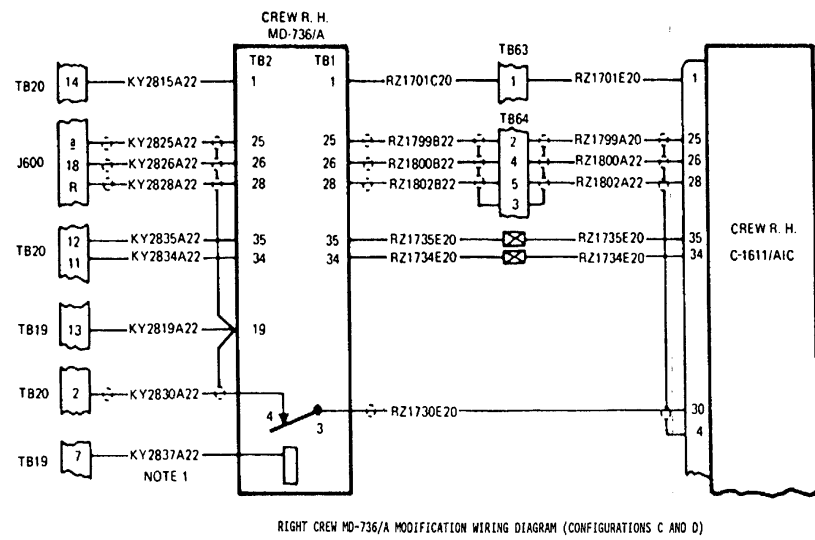 CREW R. H.
MD-736/A
TB2 TB1
TB63
TB20 14 KY2815A22 1 1 RZ1701C20 1 RZ1701E20 1
TB64
J600
a KY2825A22 25 25 RZ1799B22 2 RZ1799A20 25
18 KY2826A22 26 26 RZ1800B22 4 RZ1800A22 26
R KY2828A22 28 28 RZ1802B22 5 RZ1802A22 28
3
CREW R. H.
C-1611/AIC
TB20
12 KY2835A22 35 35 RZ1735E20 RZ1735E20 35
11 KY2834A22 34 34 RZ1734E20 RZ1734E20 34
TB19 13 KY2819A22 19
TB20 2 KY2830A22
4 3 RZ1730E20 30
4
TB19 7 KY2837A22
NOTE 1
RIGHT CREW MD-736/A MODIFICATION WIRING DIAGRAM (CONFIGURATIONS C AND D)